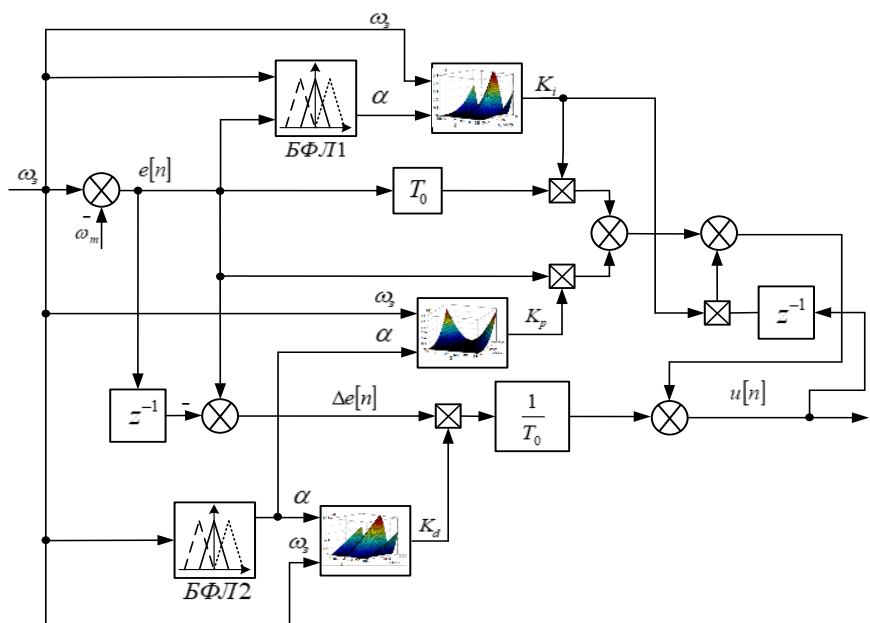 ω_з
α
K_i
БФЛ1
ω_з
e[n]
T_0
-
ω_m
ω_з
K_p
α
z^{-1}
z^{-1}
-
Δe[n]
1
T_0
u[n]
α
ω_з
K_d
БФЛ2